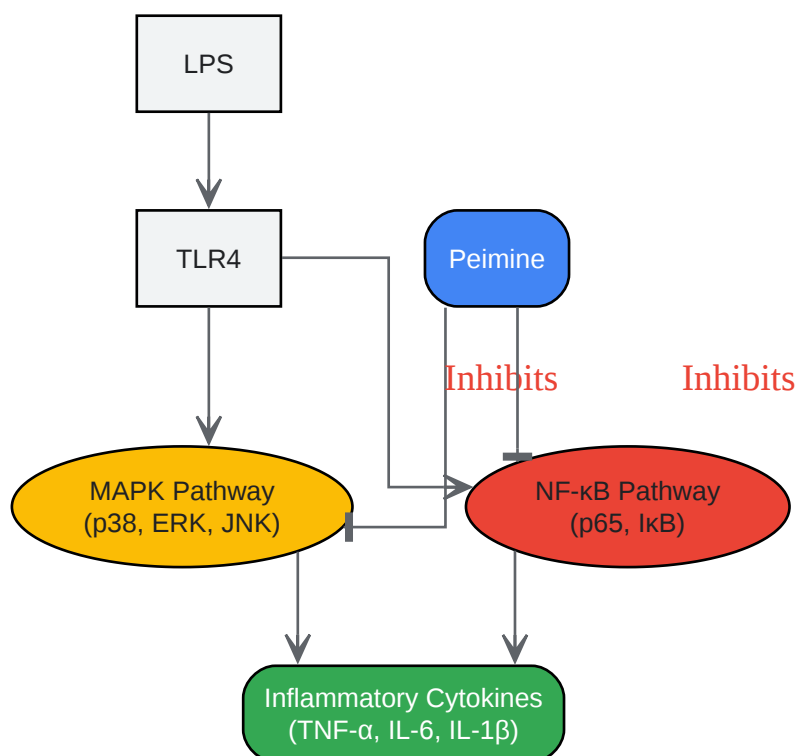 LPS
TLR4
Peimine
Inhibits
Inhibits
MAPK Pathway
(p38, ERK, JNK)
NF-κB Pathway
(p65, IκB)
Inflammatory Cytokines
(TNF-α, IL-6, IL-1β)